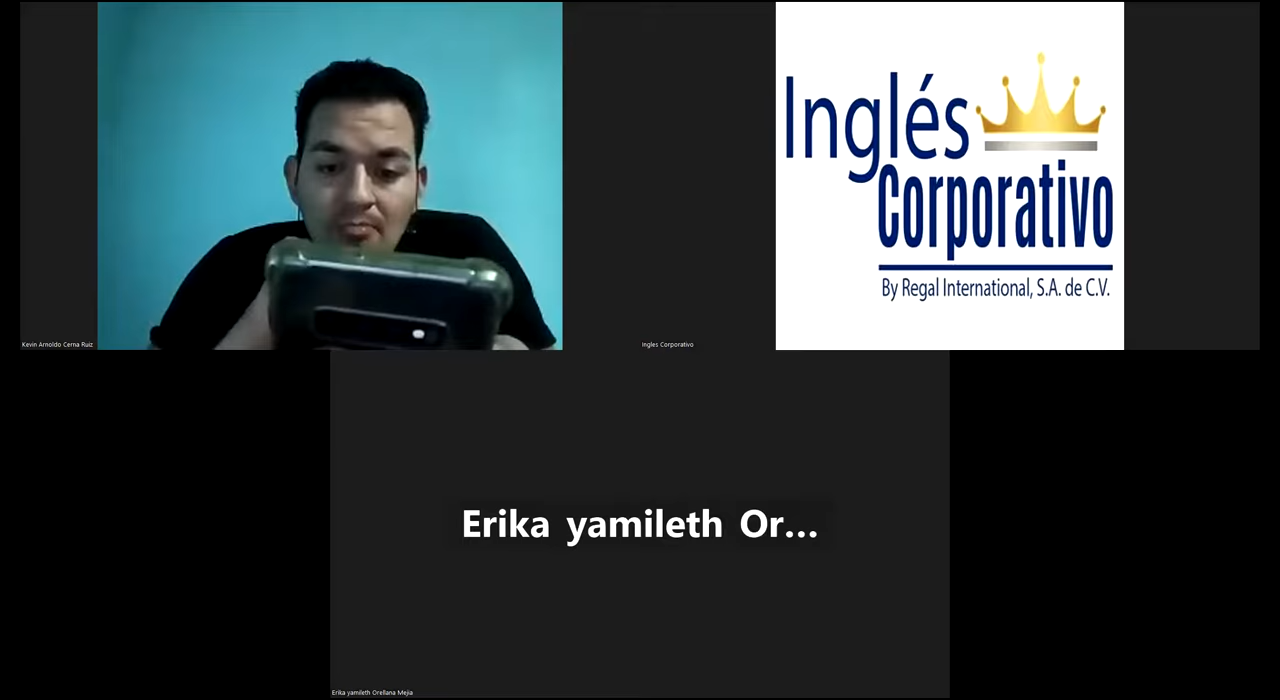 Inglés
Corporativo
By Regal International, S.A. de C.V.
Kevin Arnoldo Cerna Ruiz
Ingles Corporativo
Erika yamileth Or...
Erika yamileth Orellana Mejia